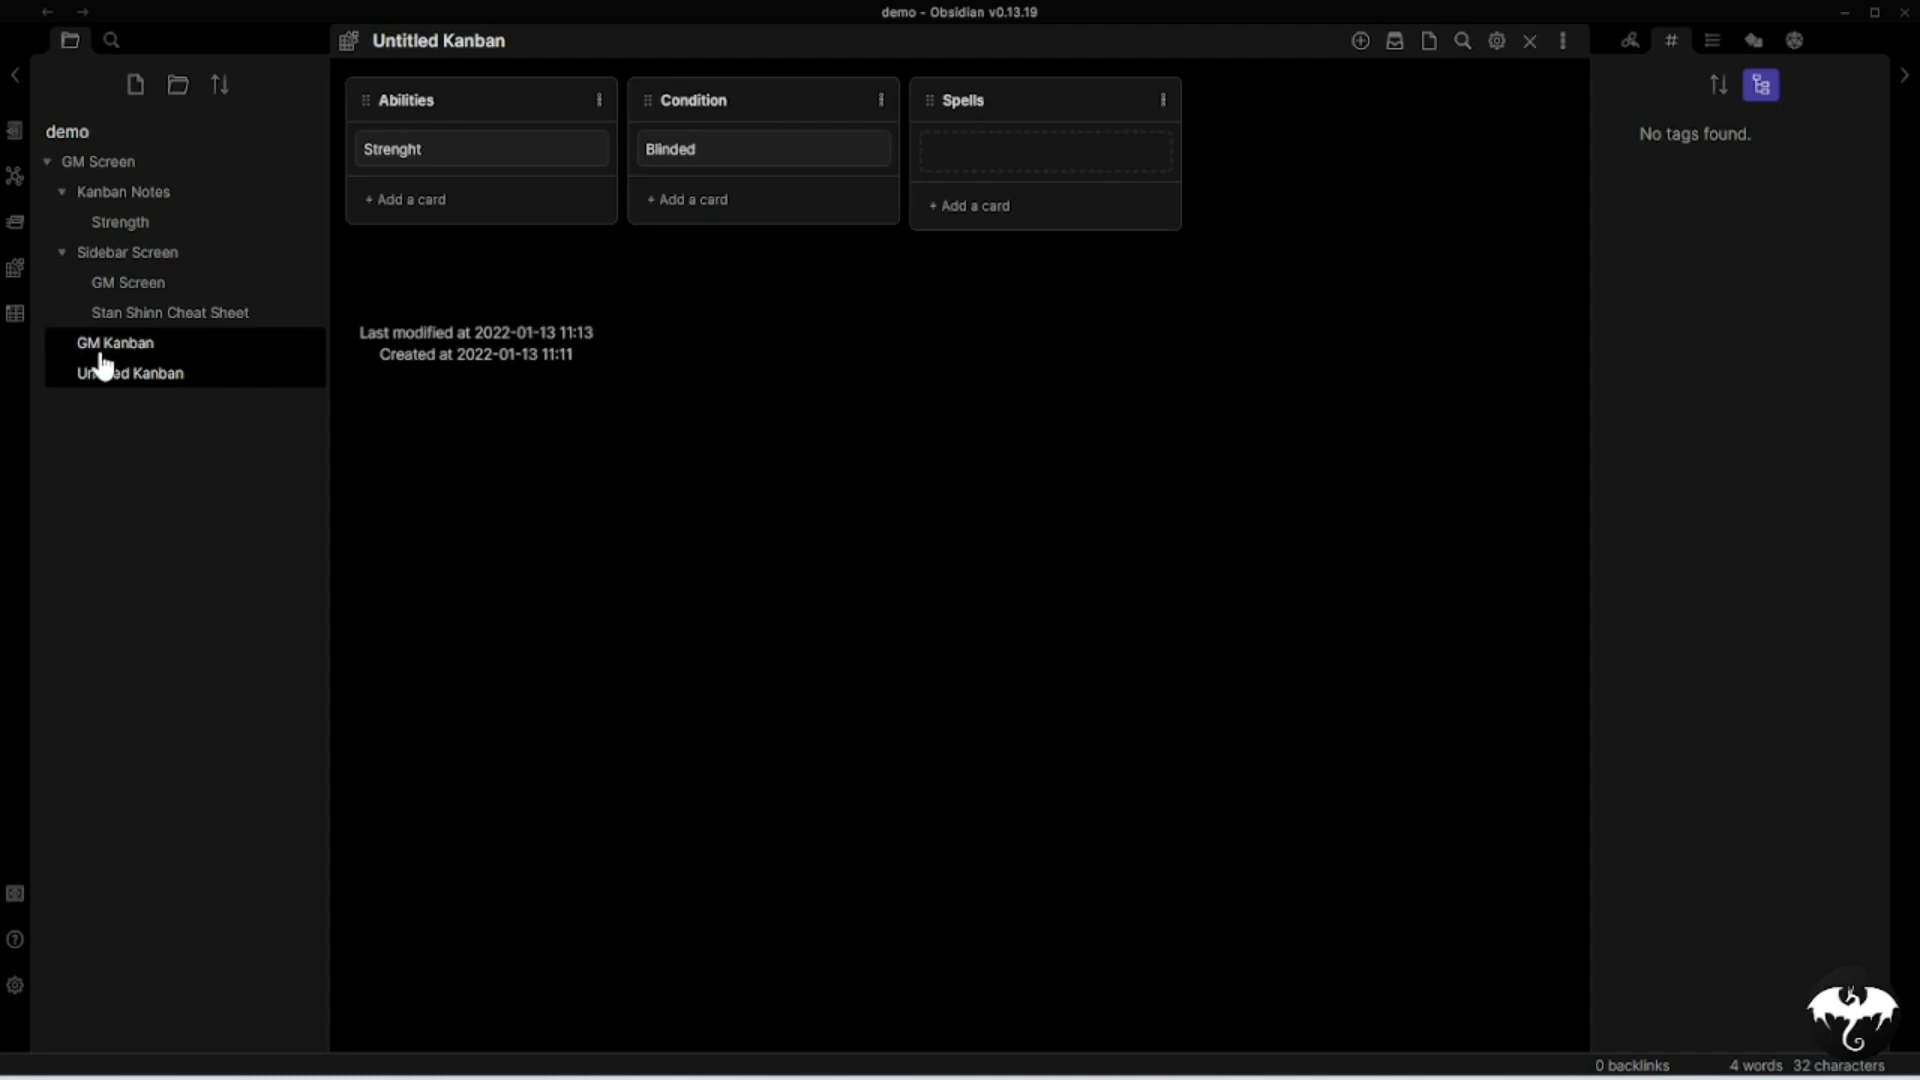 demo - Obsidian v0.13.19
Untitled Kanban
demo
GM Screen
Kanban Notes
Strength
Sidebar Screen
GM Screen
Stan Shinn Cheat Sheet
GM Kanban
Kanban
Abilities
Strenght
+ Add a card
Condition
Blinded
+ Add a card
Spells
+ Add a card
Last modified at 2022-01-13 11:13
Created at 2022-01-13 11:11
No tags found.
0 backlinks
4 words 32 characters